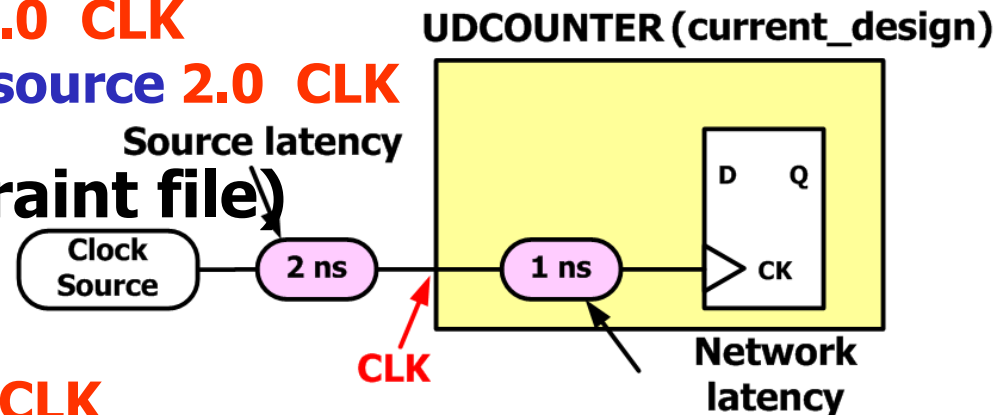 .0 CLK
UDCOUNTER (current_design)
source 2.0 CLK
Source latency
raint file)
D Q
Clock
Source
2 ns
1 ns
CK
CLK
Network
latency
CLK